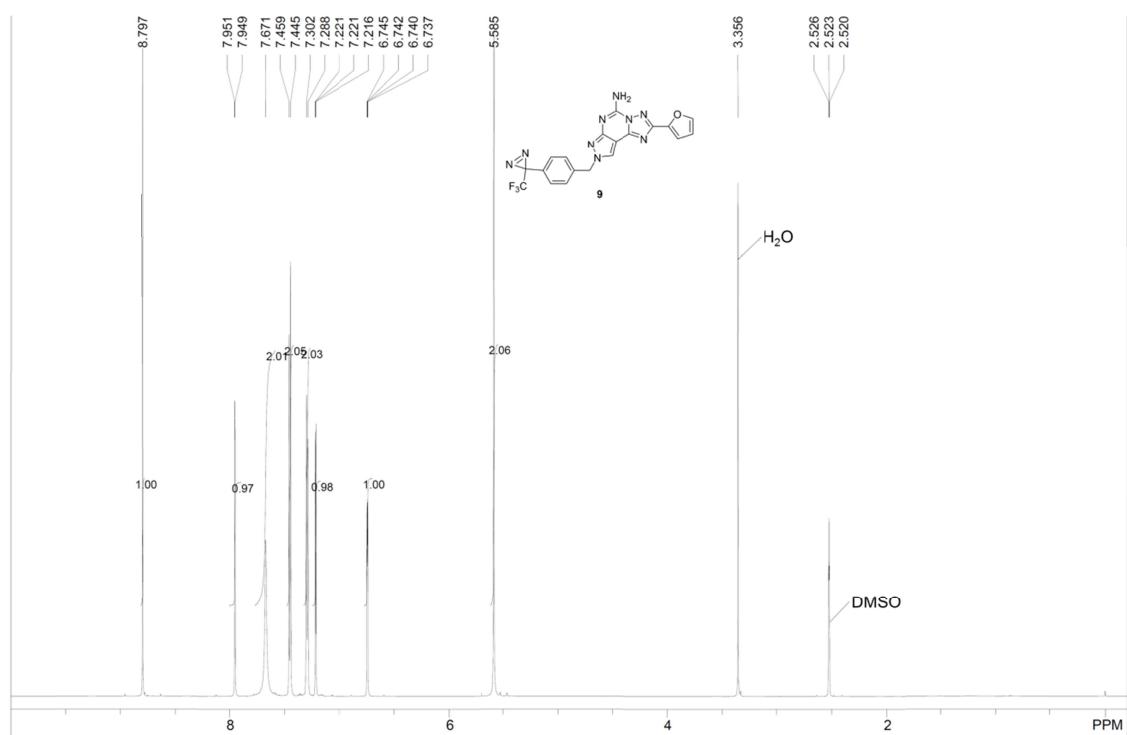 8.797
7.951
7.949
7.671
7.459
7.445
7.302
7.288
7.221
7.221
7.216
6.745
6.742
6.740
6.737
5.585
3.356
2.526
2.523
2.520
NH₂
N
N
N
N
O
N
N
N
N
N
F₃C
9
H₂O
2.01
2.05
2.03
2.06
1.00
0.97
0.98
1.00
DMSO
8
6
4
2
PPM